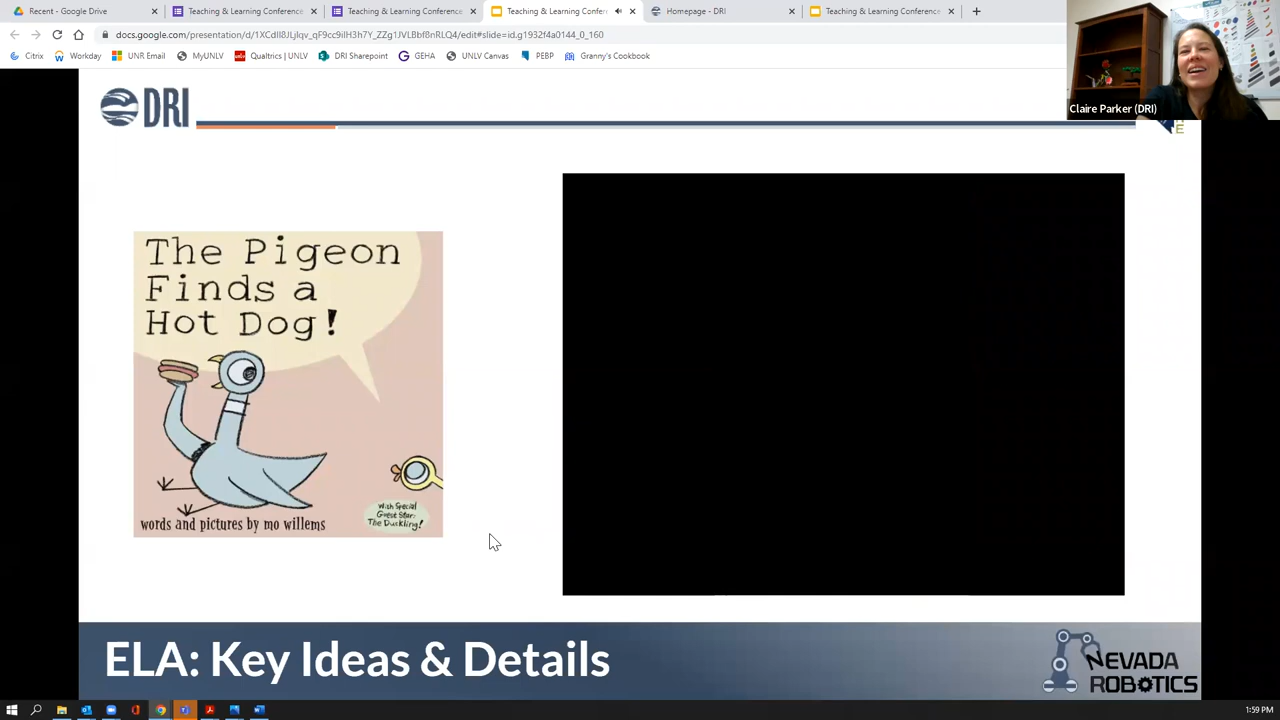 Recent - Google Drive
Teaching & Learning Conference
Teaching & Learning Conference
Teaching & Learning Confer
Homepage - DRI
Teaching & Learning Conference
docs.google.com/presentation/d/1XCdIl8JLjlqv_qF9cc9iIH3h7Y_ZZg1JVLBbfBnRLQ4/edit#slide=id.g1932f4a0144_0_160
Citrix
Workday
UNR Email
MyUNLV
Qualtrics | UNLV
DRI Sharepoint
GEHA
UNLV Canvas
PEBP
Granny's Cookbook
Claire Parker (DRI)
DRI
E
The Pigeon
Finds a
Hot Dog!
With Special
Guest Star:
The Duckling!
words and pictures by mo willems
ELA: Key Ideas & Details
NEVADA
ROBOTICS
1:59 PM